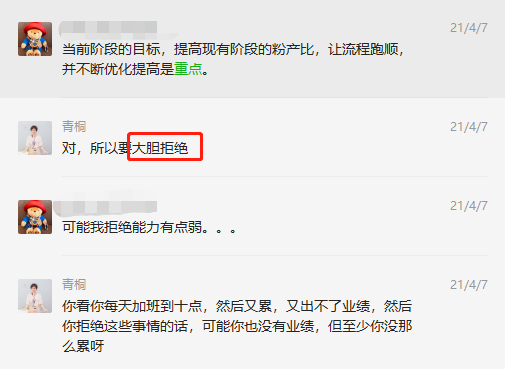 21/4/7
当前阶段的目标，提高现有阶段的粉产比，让流程跑顺，
并不断优化提高是重点。
青桐
21/4/7
对，所以要大胆拒绝
21/4/7
可能我拒绝能力有点弱。。。
青桐
21/4/7
你看你每天加班到十点，然后又累，又出不了业绩，然后
你拒绝这些事情的话，可能你也没有业绩，但至少你没那
么累呀